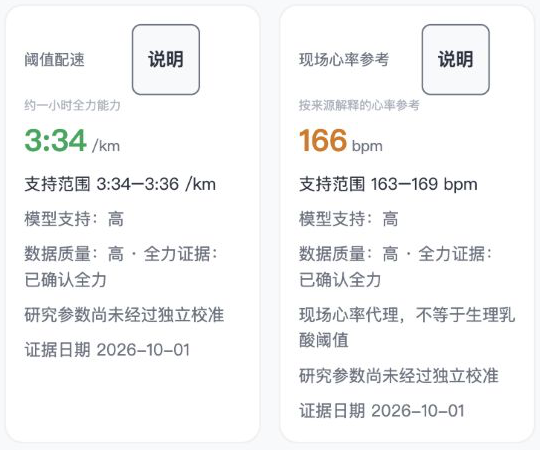 阈值配速 说明
约一小时全力能力
3:34 /km
支持范围 3:34–3:36 /km
模型支持：高
数据质量：高 · 全力证据：
已确认全力
研究参数尚未经过独立校准
证据日期 2026-10-01
现场心率参考 说明
按来源解释的心率参考
166 bpm
支持范围 163–169 bpm
模型支持：高
数据质量：高 · 全力证据：
已确认全力
现场心率代理，不等于生理乳
酸阈值
研究参数尚未经过独立校准
证据日期 2026-10-01